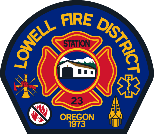 LOWELL FIRE DISTRICT
STATION
23
OREGON
1973